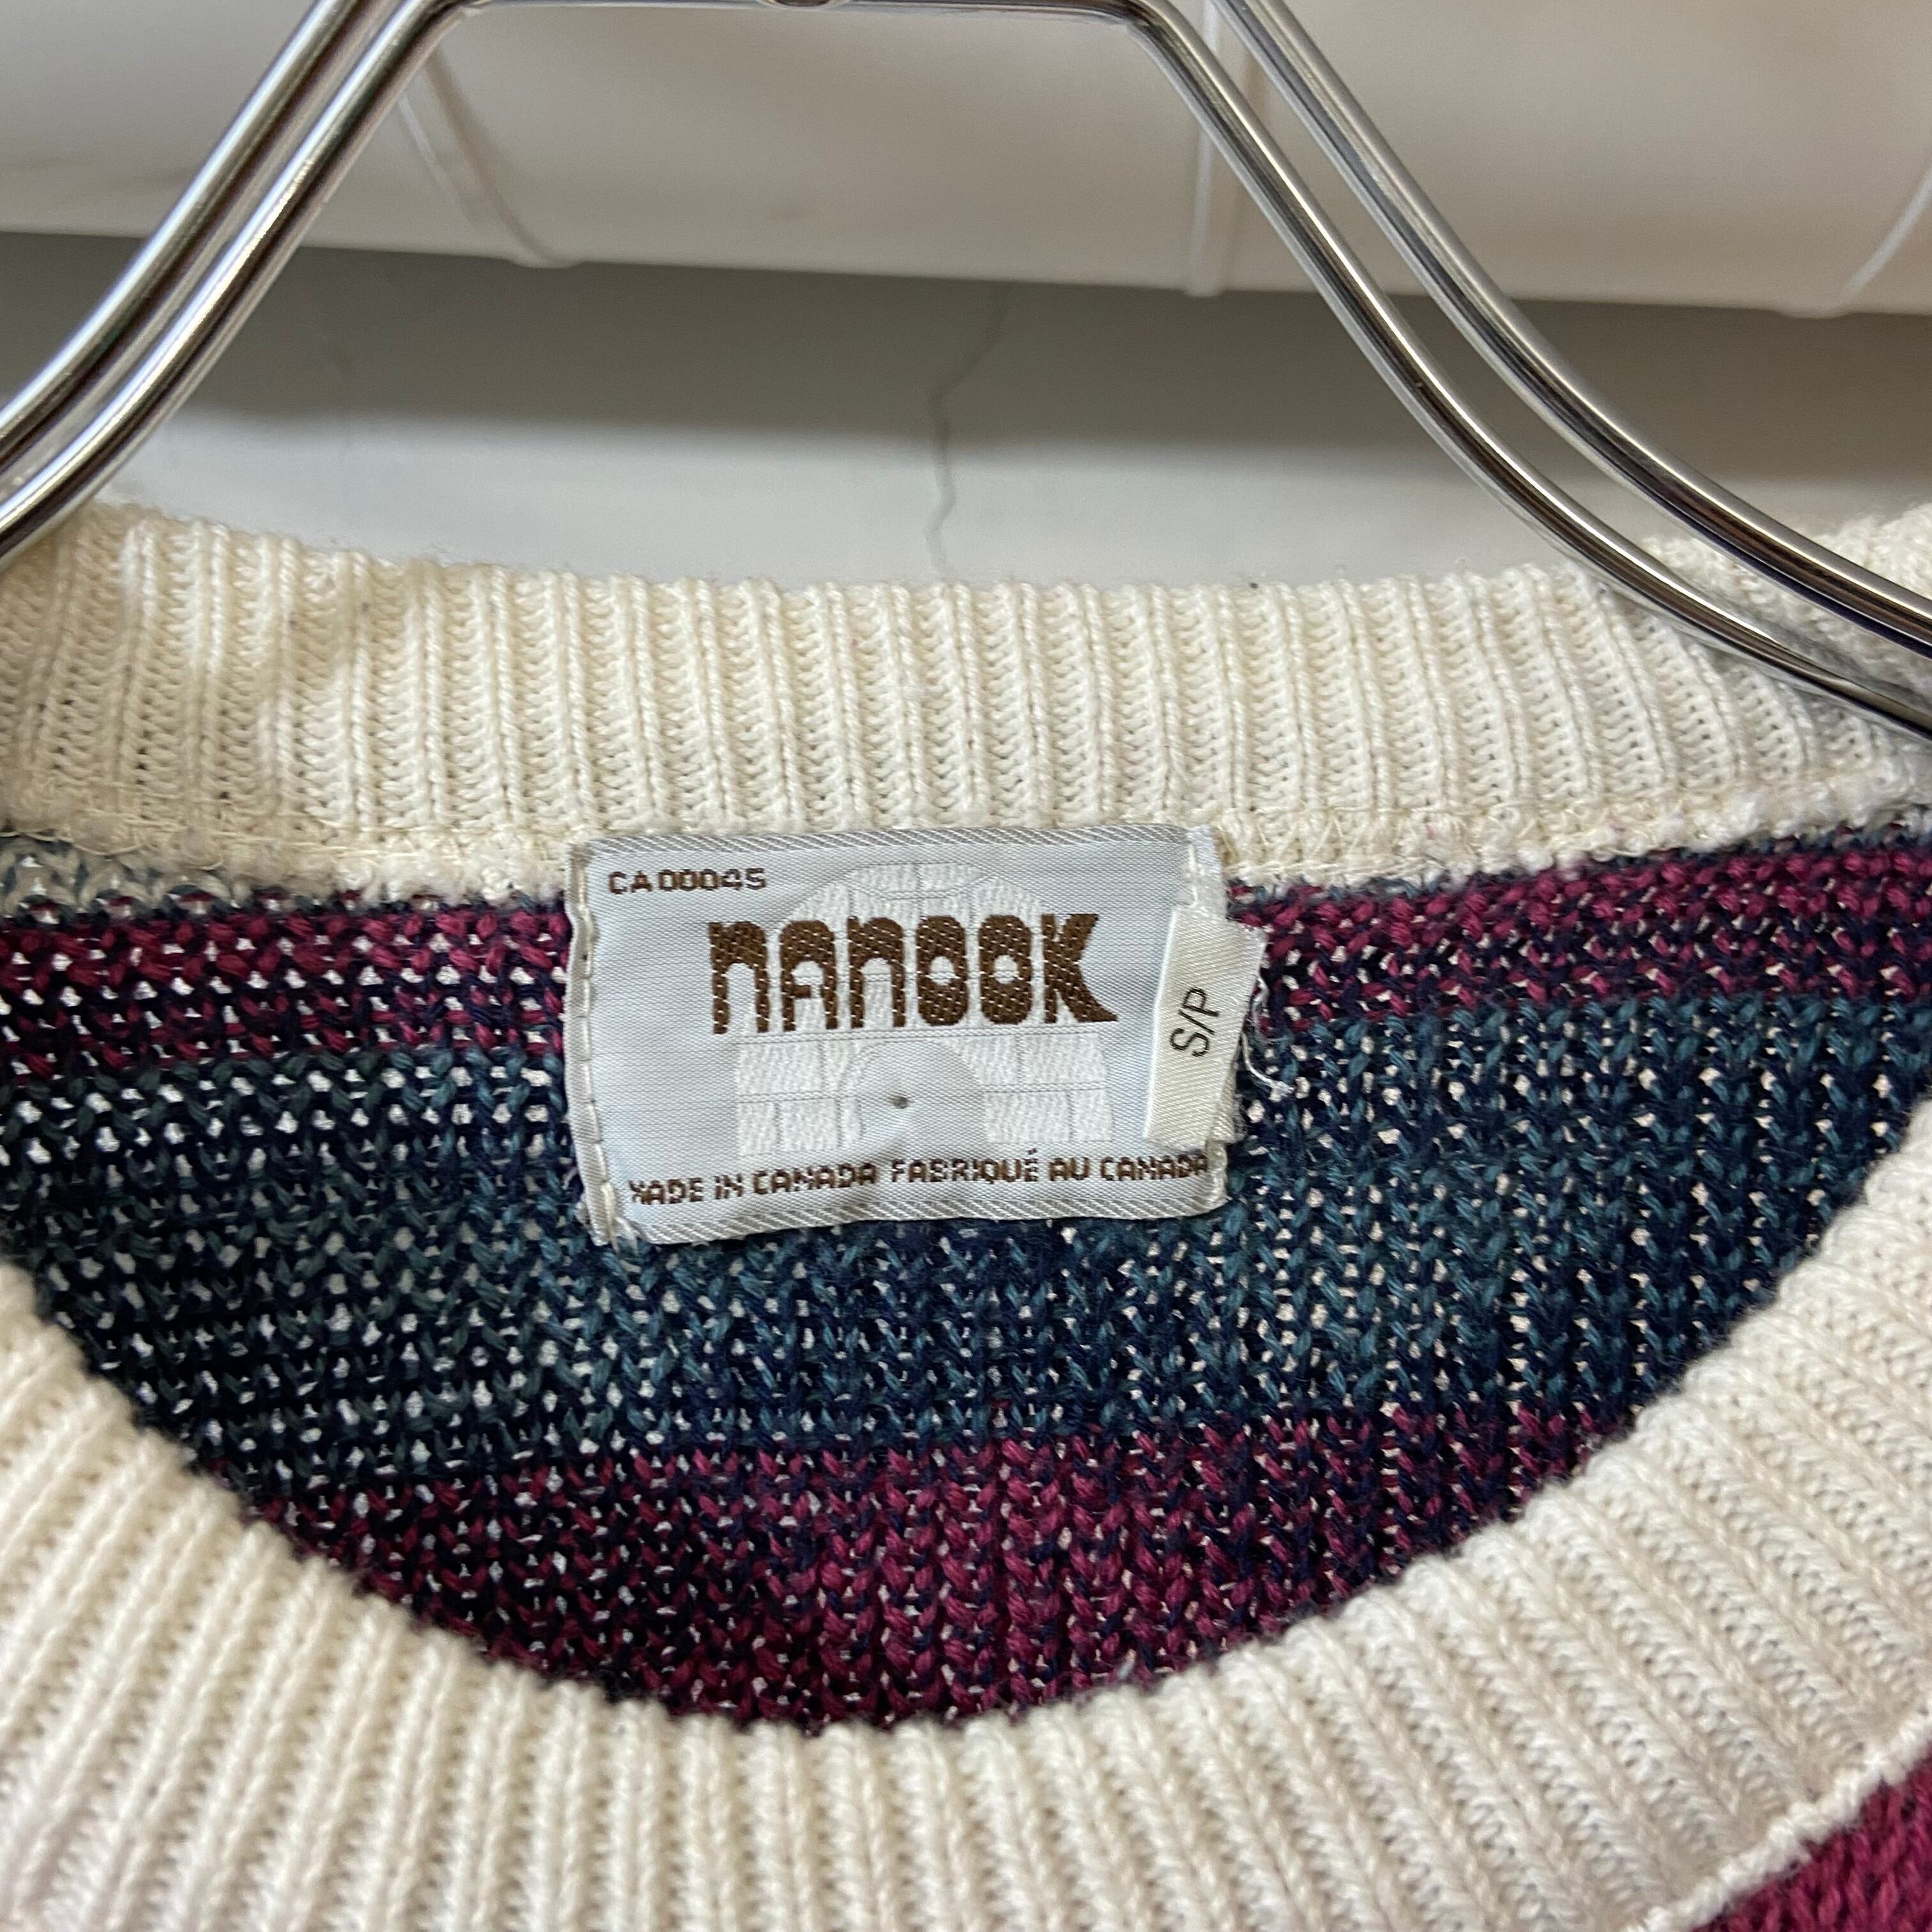 CA00045
NANOOK
S/P
MADE IN CANADA FABRIQUÉ AU CANADA